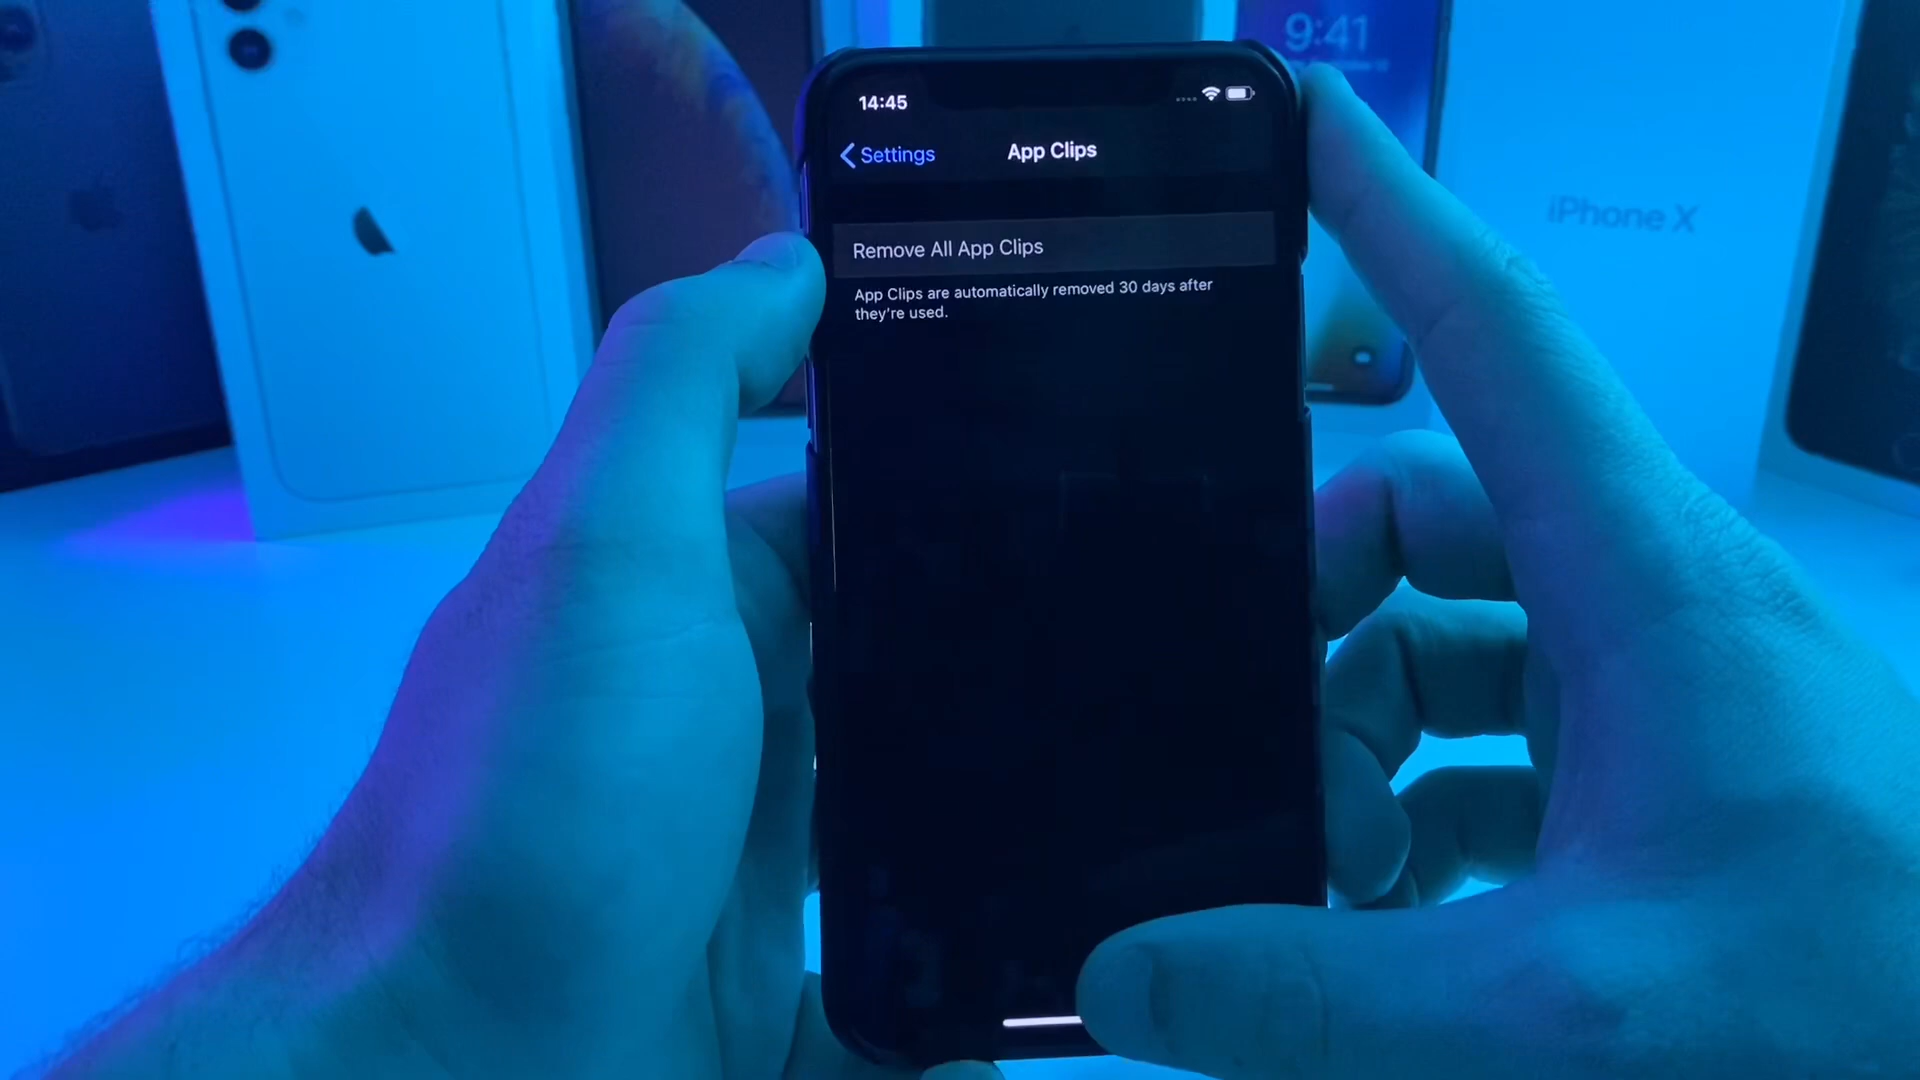 9:41
14:45
Settings
App Clips
iPhone X
Remove All App Clips
App Clips are automatically removed 30 days after
they're used.